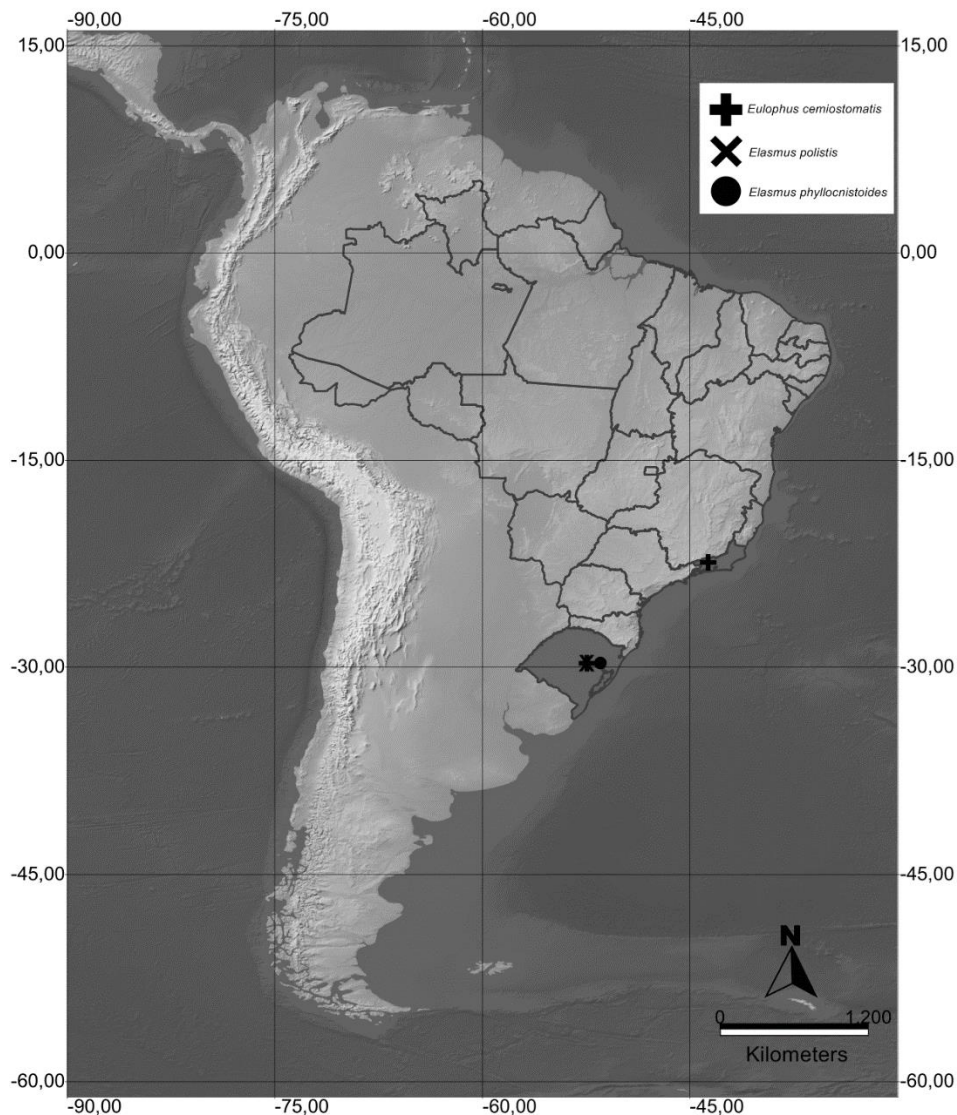 -90,00 -75,00 -60,00 -45,00
15,00 15,00
Eulophus cemiostomatis
Elasmus polistis
Elasmus phyllocnistoides
0,00 0,00
-15,00 -15,00
-30,00 -30,00
-45,00 -45,00
N
0 1.200
Kilometers
-60,00 -60,00
-90,00 -75,00 -60,00 -45,00